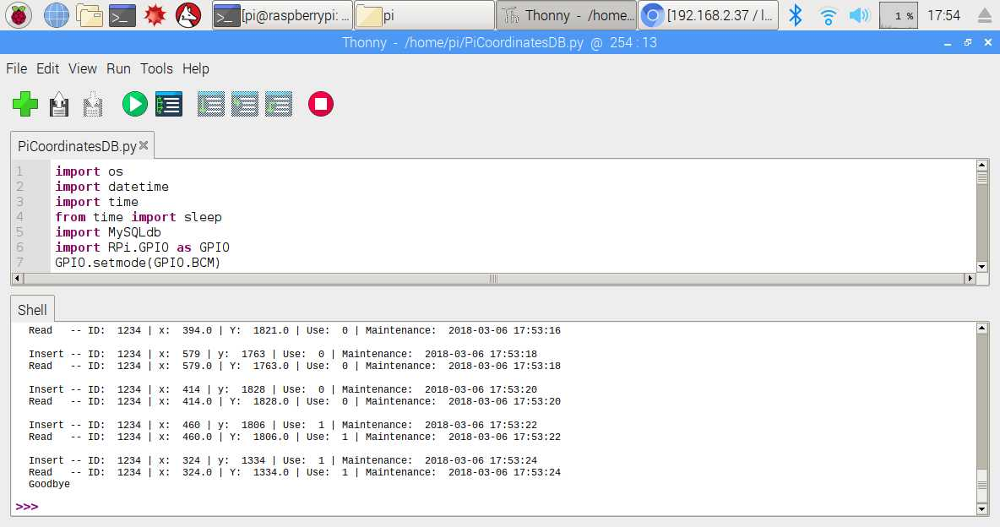 [pi@raspberrypi: ...
pi
Thonny - /home...
[192.168.2.37 / l...
1 %
17:54
Thonny - /home/pi/PiCoordinatesDB.py @ 254 : 13
File Edit View Run Tools Help
PiCoordinatesDB.py
1 import os
2 import datetime
3 import time
4 from time import sleep
5 import MySQLdb
6 import RPi.GPIO as GPIO
7 GPIO.setmode(GPIO.BCM)
Shell
Read -- ID: 1234 | x: 394.0 | Y: 1821.0 | Use: 0 | Maintenance: 2018-03-06 17:53:16
Insert -- ID: 1234 | x: 579 | y: 1763 | Use: 0 | Maintenance: 2018-03-06 17:53:18
Read -- ID: 1234 | x: 579.0 | Y: 1763.0 | Use: 0 | Maintenance: 2018-03-06 17:53:18
Insert -- ID: 1234 | x: 414 | y: 1828 | Use: 0 | Maintenance: 2018-03-06 17:53:20
Read -- ID: 1234 | x: 414.0 | Y: 1828.0 | Use: 0 | Maintenance: 2018-03-06 17:53:20
Insert -- ID: 1234 | x: 460 | y: 1806 | Use: 1 | Maintenance: 2018-03-06 17:53:22
Read -- ID: 1234 | x: 460.0 | Y: 1806.0 | Use: 1 | Maintenance: 2018-03-06 17:53:22
Insert -- ID: 1234 | x: 324 | y: 1334 | Use: 1 | Maintenance: 2018-03-06 17:53:24
Read -- ID: 1234 | x: 324.0 | Y: 1334.0 | Use: 1 | Maintenance: 2018-03-06 17:53:24
Goodbye
>>>